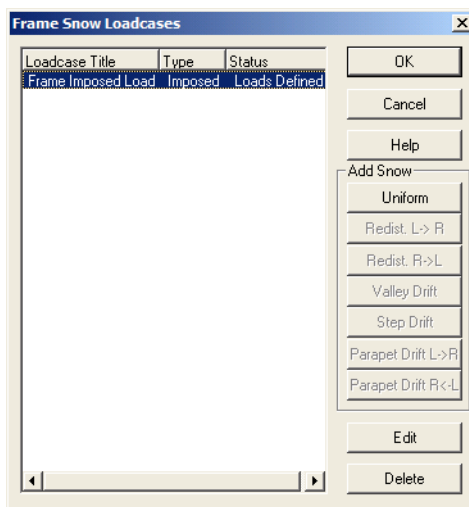 Frame Snow Loadcases
Loadcase Title Type Status
Frame Imposed Load Imposed Loads Defined
OK
Cancel
Help
Add Snow
Uniform
Redist. L-> R
Redist. R->L
Valley Drift
Step Drift
Parapet Drift L->R
Parapet Drift R<-L
Edit
Delete